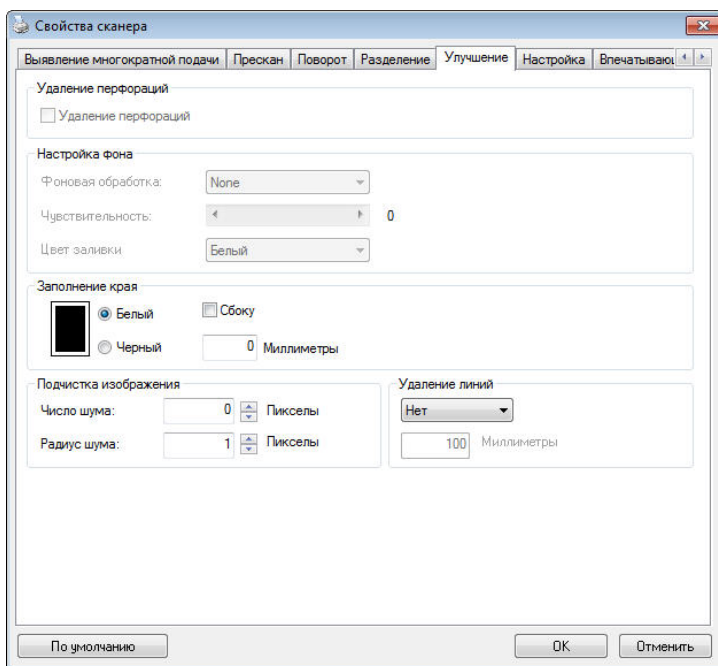 Свойства сканера
Выявление многократной подачи Прескан Поворот Разделение Улучшение Настройка
Удаление перфораций
Удаление перфораций
Настройка фона
Фоновая обработка: None
Чувствительность: 0
Цвет заливки Белый
Заполнение края
Белый Сбоку
Черный 0 Миллиметры
Подчистка изображения Удаление линий
Число шума: 0 Пикселы Нет
Радиус шума: 1 Пикселы 100 Миллиметры
По умолчанию OK Отменить